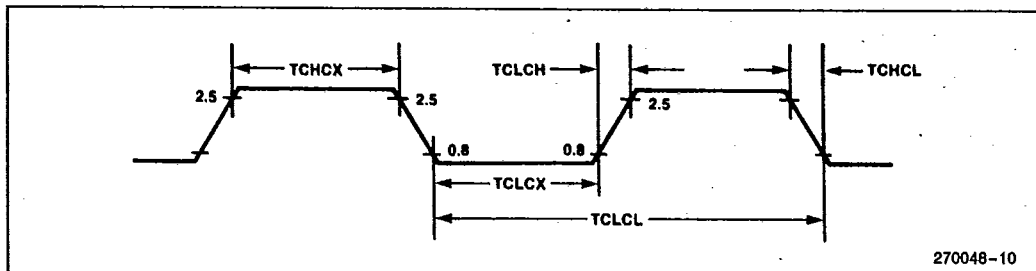 TCHCX TCLCH TCHCL
2.5 2.5 2.5
0.8 0.8
TCLCX
TCLCL
270048-10